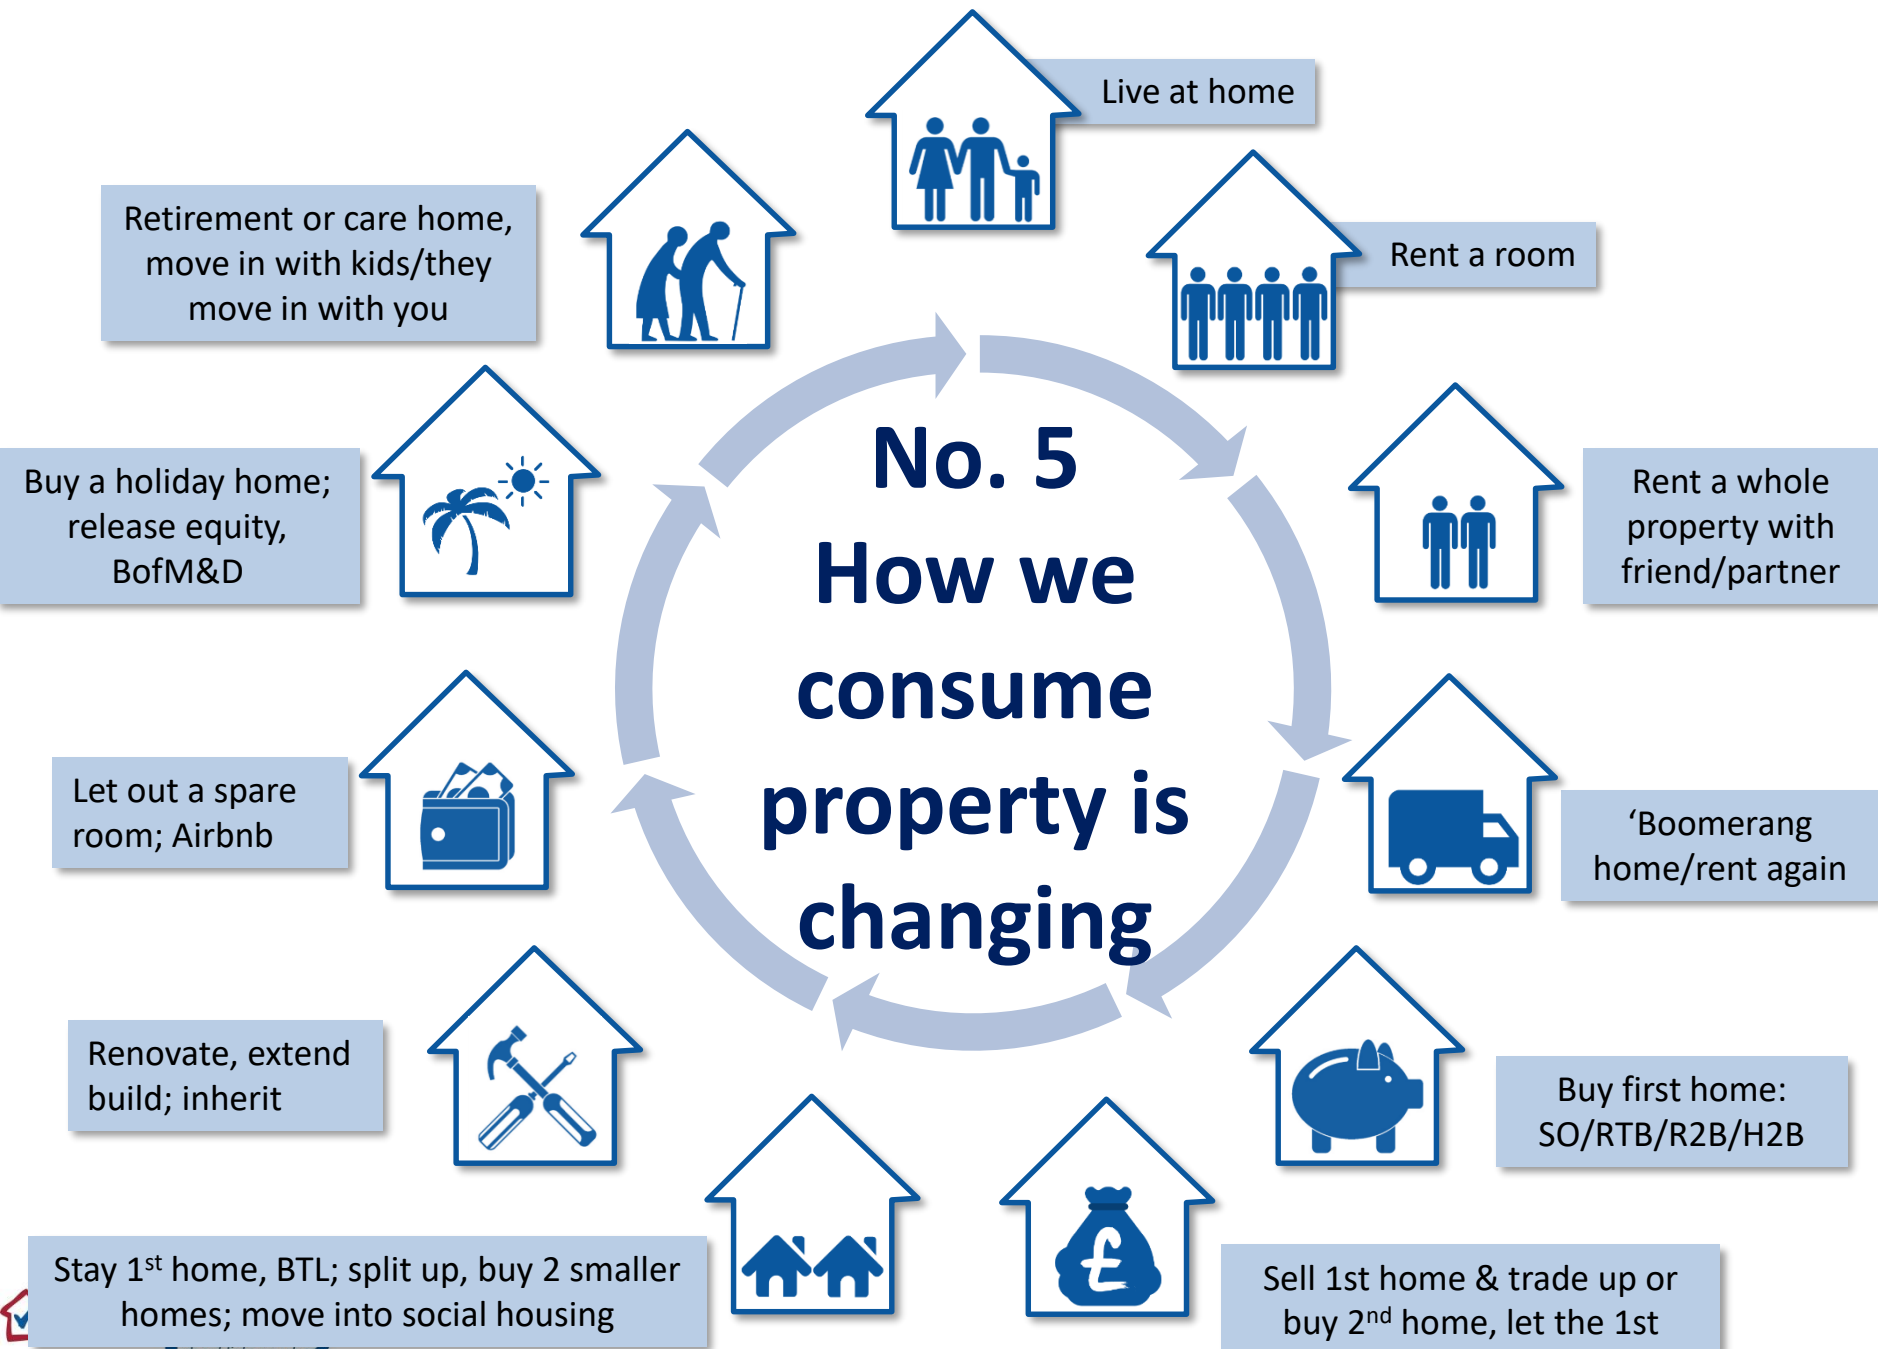 Live at home
Rent a room
Retirement or care home,
move in with kids/they
move in with you
No. 5
How we
consume
property is
changing
Rent a whole
property with
friend/partner
Buy a holiday home;
release equity,
BofM&D
‘Boomerang
home/rent again
Let out a spare
room; Airbnb
Buy first home:
SO/RTB/R2B/H2B
Renovate, extend
build; inherit
£
Sell 1st home & trade up or
buy 2nd home, let the 1st
Stay 1st home, BTL; split up, buy 2 smaller
homes; move into social housing